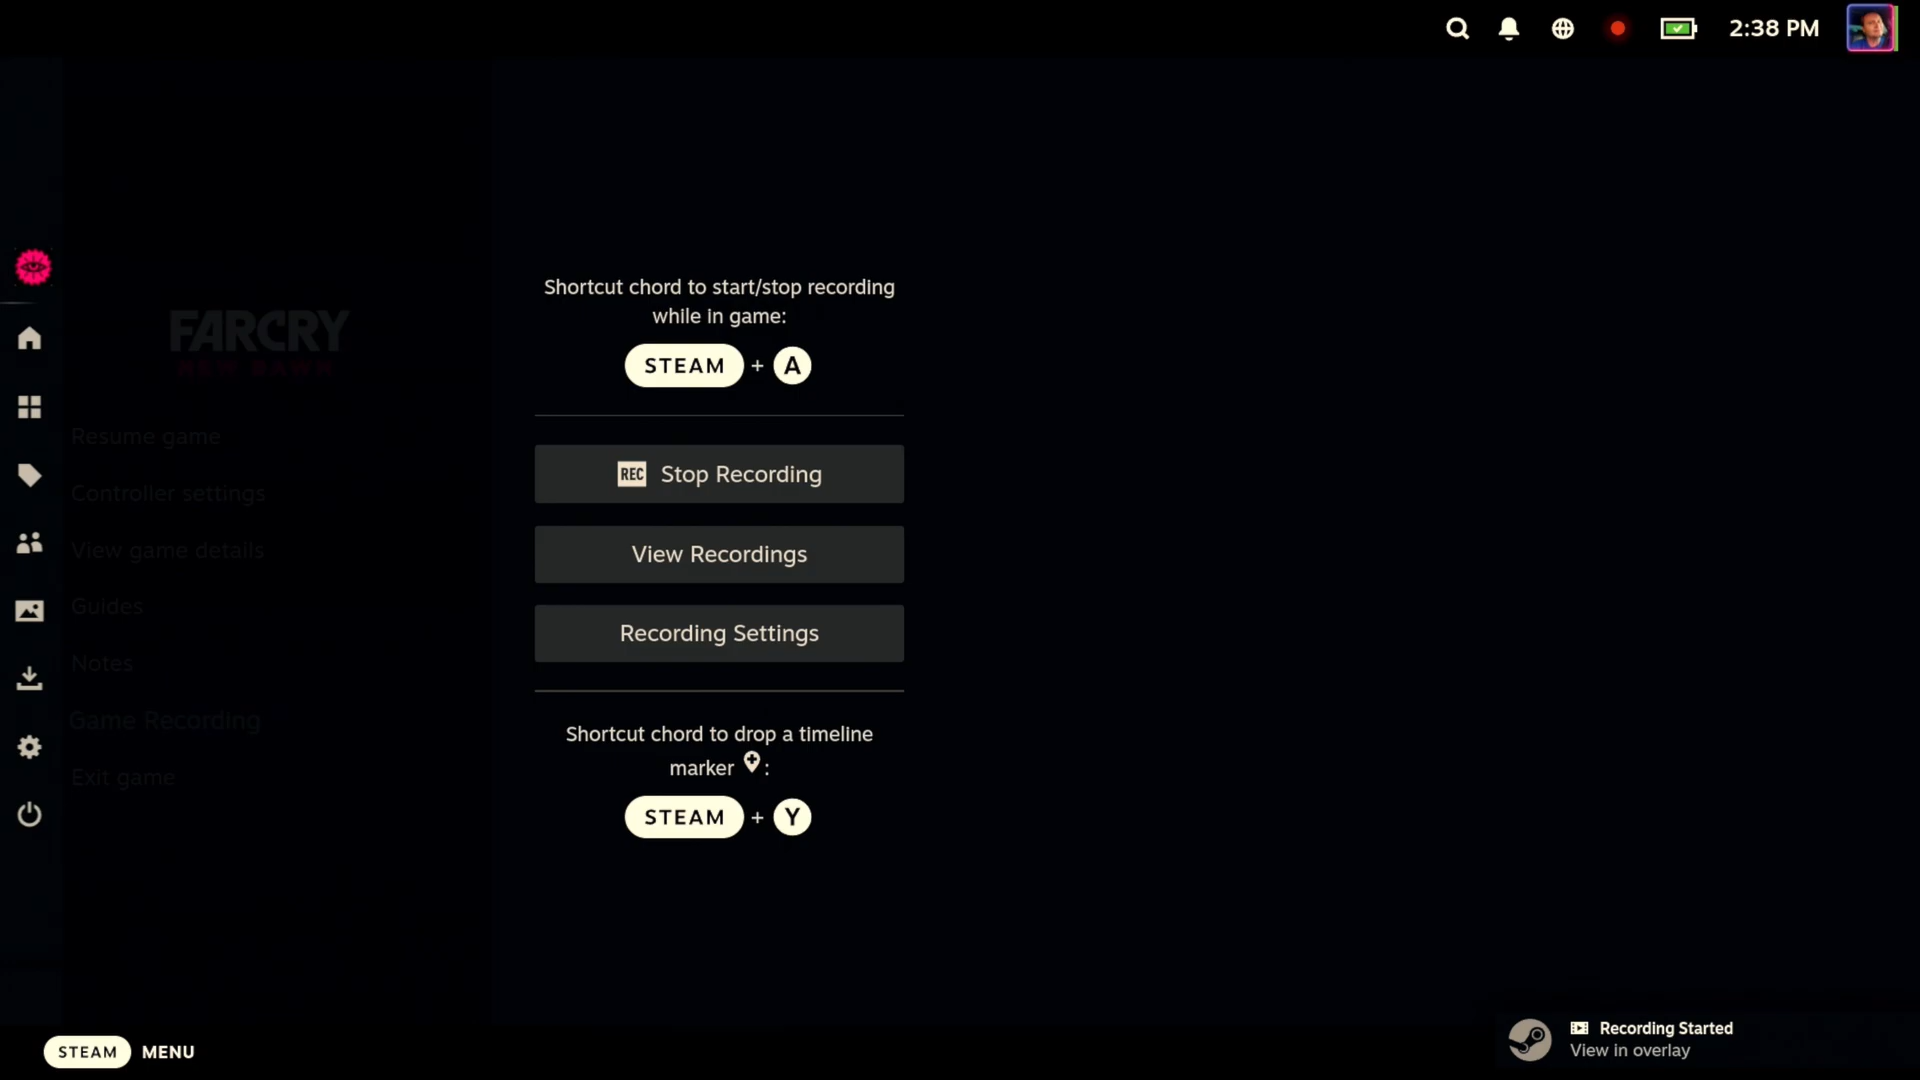 2:38 PM
FARCRY
NEW DAWN
Resume game
Controller settings
View game details
Guides
Notes
Game Recording
Exit game
Shortcut chord to start/stop recording
while in game:
STEAM + A
REC Stop Recording
View Recordings
Recording Settings
Shortcut chord to drop a timeline
marker :
STEAM + Y
STEAM MENU
Recording Started
View in overlay